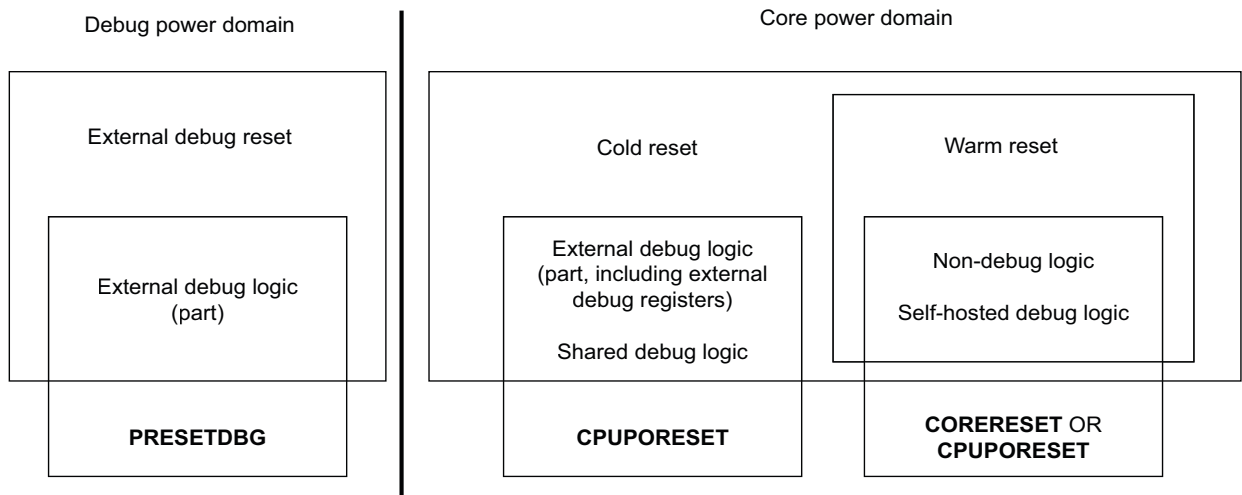 Debug power domain
Core power domain
External debug reset
External debug logic
(part)
PRESETDBG
Cold reset
External debug logic
(part, including external
debug registers)
Shared debug logic
CPUPORESET
Warm reset
Non-debug logic
Self-hosted debug logic
CORERESET OR
CPUPORESET